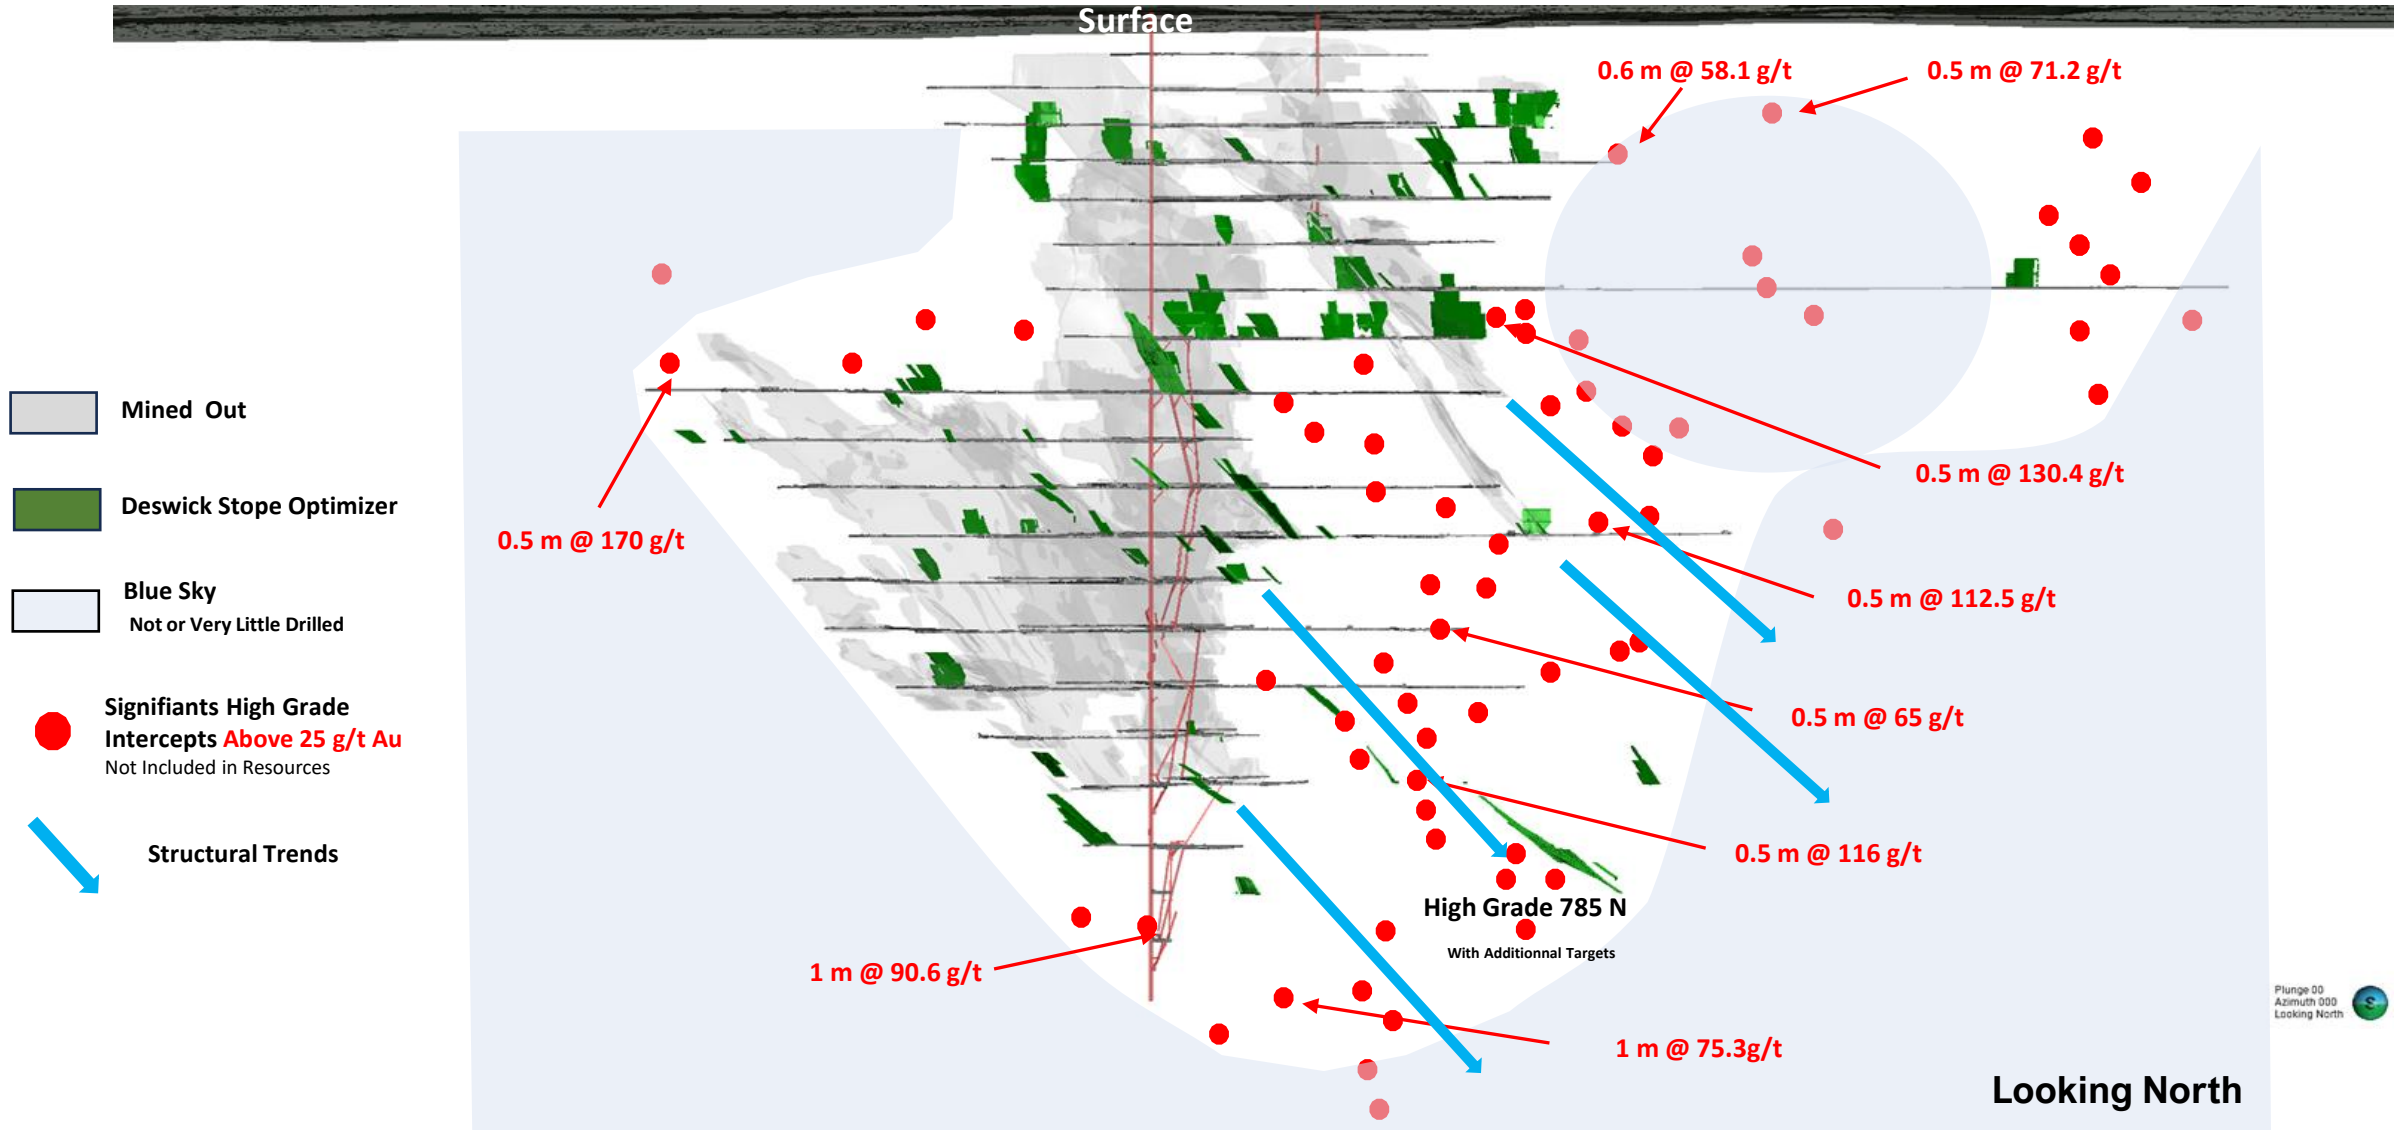 Surface
0.6 m @ 58.1 g/t
0.5 m @ 71.2 g/t
Mined Out
0.5 m @ 130.4 g/t
Deswick Stope Optimizer
0.5 m @ 170 g/t
Blue Sky
Not or Very Little Drilled
0.5 m @ 112.5 g/t
Signifiants High Grade
Intercepts Above 25 g/t Au
Not Included in Resources
0.5 m @ 65 g/t
Structural Trends
0.5 m @ 116 g/t
High Grade 785 N
With Additionnal Targets
1 m @ 90.6 g/t
Plunge 00
Azimuth 000
Looking North
S
1 m @ 75.3g/t
Looking North